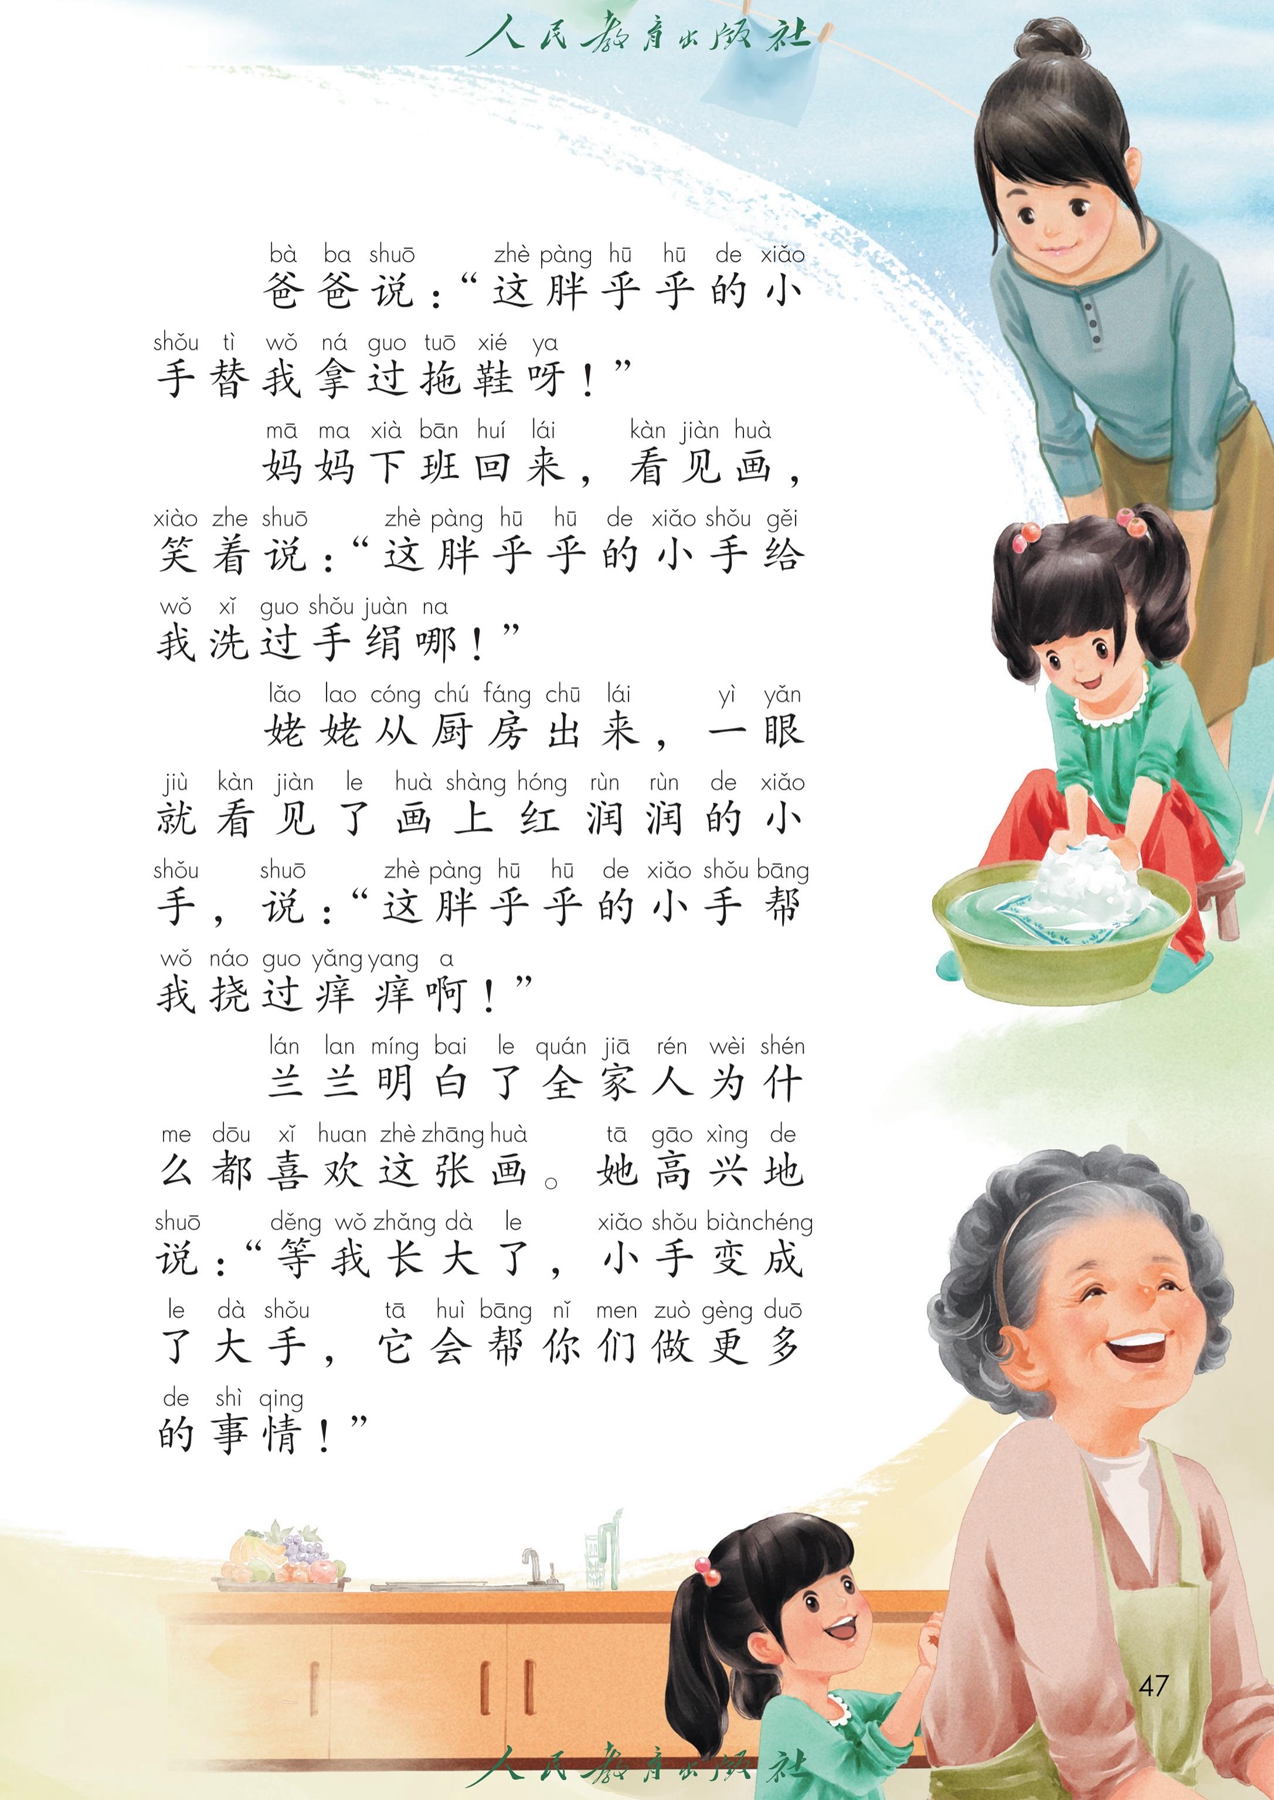 人民教育出版社
bà ba shuō zhè pàng hū hū de xiǎo
爸爸说：“这胖乎乎的小
shǒu tì wǒ ná guo tuō xié ya
手替我拿过拖鞋呀！”
mā ma xià bān huí lái kàn jiàn huà
妈妈下班回来，看见画，
xiào zhe shuō zhè pàng hū hū de xiǎo shǒu gěi
笑着说：“这胖乎乎的小手给
wǒ xǐ guo shǒu juàn na
我洗过手绢哪！”
lǎo lao cóng chú fáng chū lái yì yǎn
姥姥从厨房出来，一眼
jiù kàn jiàn le huà shàng hóng rùn rùn de xiǎo
就看见了画上红润润的小
shǒu shuō zhè pàng hū hū de xiǎo shǒu bāng
手，说：“这胖乎乎的小手帮
wǒ náo guo yǎng yang a
我挠过痒痒啊！”
lán lan míng bai le quán jiā rén wèi shén
兰兰明白了全家人为什
me dōu xǐ huan zhè zhāng huà tā gāo xìng de
么都喜欢这张画。她高兴地
shuō děng wǒ zhǎng dà le xiǎo shǒu biàn chéng
说：“等我长大了，小手变成
le dà shǒu tā huì bāng nǐ men zuò gèng duō
了大手，它会帮你们做更多
de shì qing
的事情！”
47
人民教育出版社